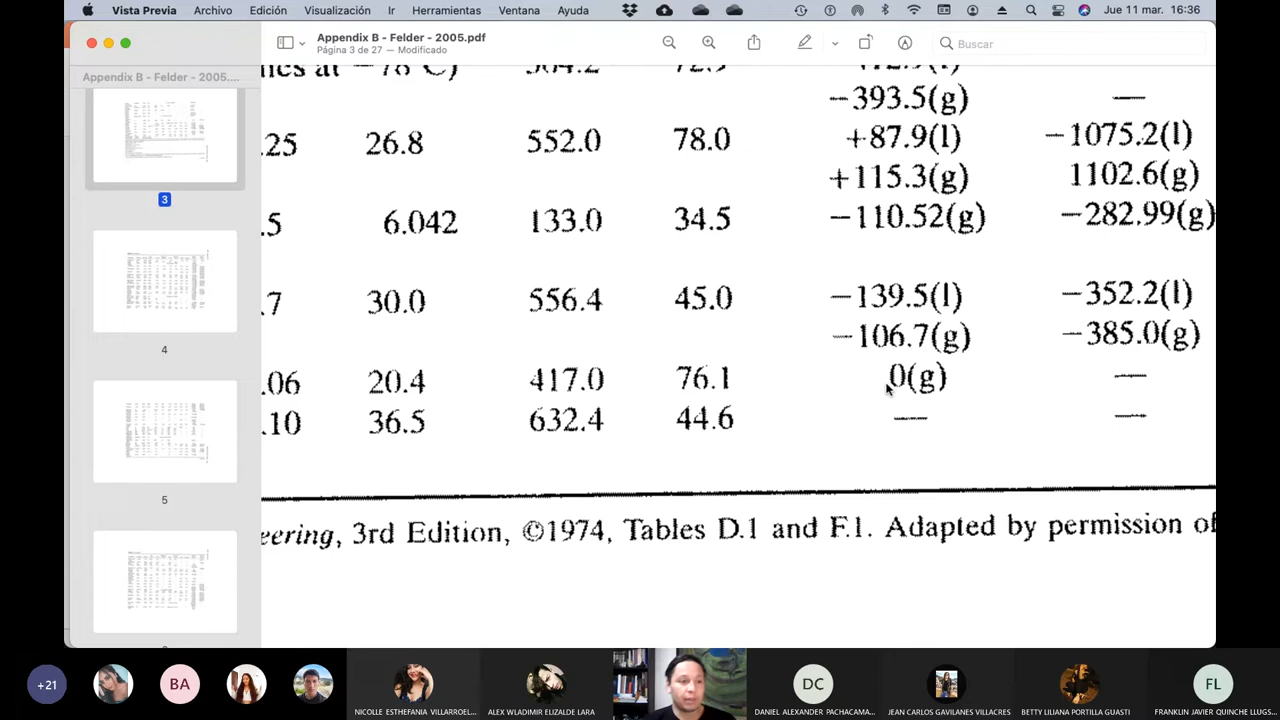 Vista Previa Archivo Edición Visualización Ir Herramientas Ventana Ayuda Jue 11 mar. 16:36
Appendix B - Felder - 2005.pdf
Página 3 de 27 — Modificado
Buscar
Appendix B - Felder - 2005....
3
4
5
−393.5(g) —
.25 26.8 552.0 78.0 +87.9(l) −1075.2(l)
+115.3(g) 1102.6(g)
.5 6.042 133.0 34.5 −110.52(g) −282.99(g)
.7 30.0 556.4 45.0 −139.5(l) −352.2(l)
−106.7(g) −385.0(g)
.06 20.4 417.0 76.1 0(g) —
.10 36.5 632.4 44.6 — —
eering, 3rd Edition, ©1974, Tables D.1 and F.1. Adapted by permission of
+21 BA DC FL
NICOLLE ESTHEFANIA VILLARROEL... ALEX WLADIMIR ELIZALDE LARA DANIEL ALEXANDER PACHACAMA... JEAN CARLOS GAVILANES VILLACRES BETTY LILIANA PORTILLA GUASTI FRANKLIN JAVIER QUINCHE LLUGS...